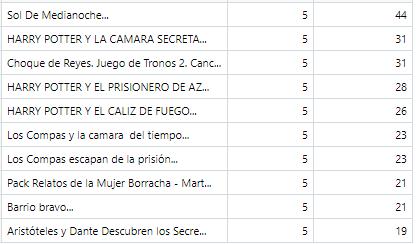 Sol De Medianoche... 5 44
HARRY POTTER Y LA CAMARA SECRETA... 5 31
Choque de Reyes. Juego de Tronos 2. Canc... 5 31
HARRY POTTER Y EL PRISIONERO DE AZ... 5 28
HARRY POTTER Y EL CALIZ DE FUEGO... 5 26
Los Compas y la camara del tiempo... 5 23
Los Compas escapan de la prisión... 5 23
Pack Relatos de la Mujer Borracha - Mart... 5 21
Barrio bravo... 5 21
Aristóteles y Dante Descubren los Secre... 5 19